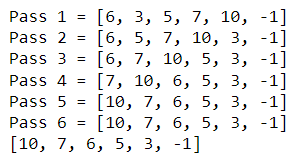 Pass 1 = [6, 3, 5, 7, 10, -1]
Pass 2 = [6, 5, 7, 10, 3, -1]
Pass 3 = [6, 7, 10, 5, 3, -1]
Pass 4 = [7, 10, 6, 5, 3, -1]
Pass 5 = [10, 7, 6, 5, 3, -1]
Pass 6 = [10, 7, 6, 5, 3, -1]
[10, 7, 6, 5, 3, -1]